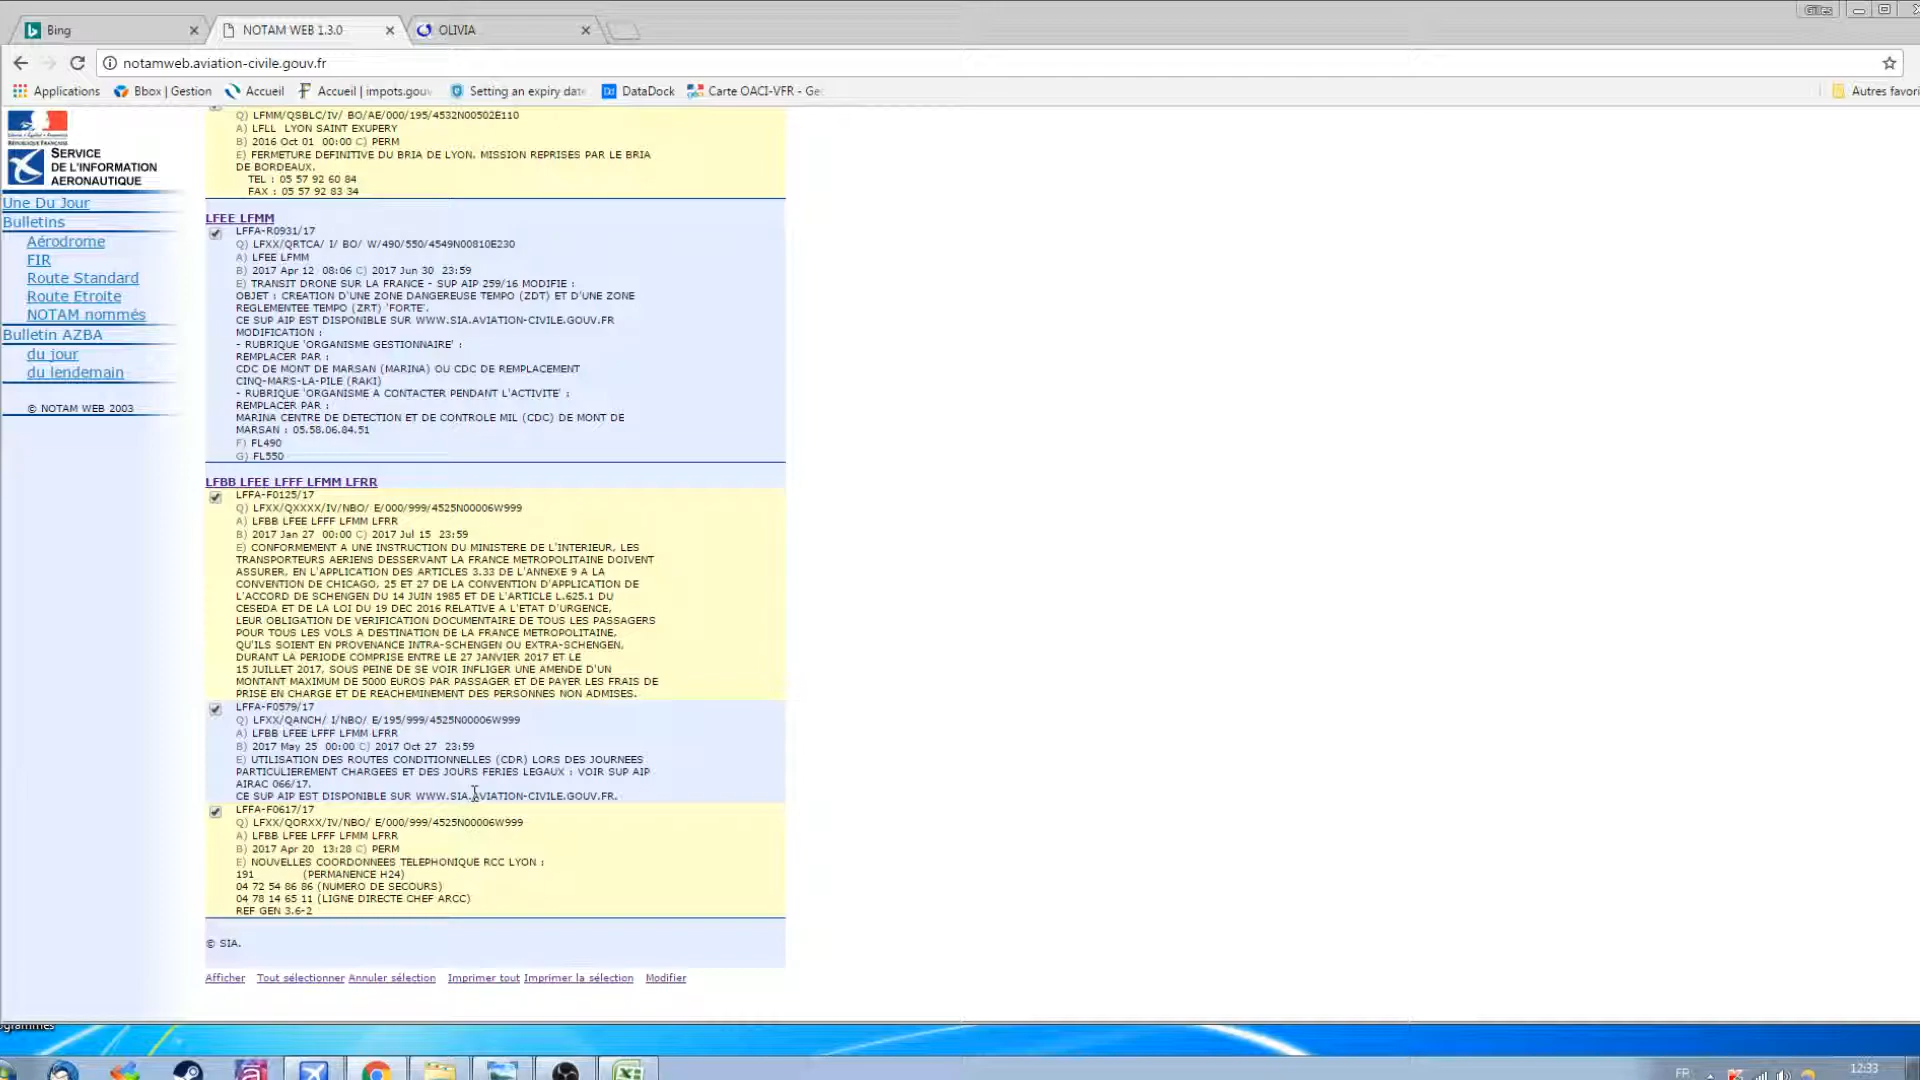 Gilles
Bing
NOTAM WEB 1.3.0
OLIVIA
notamweb.aviation-civile.gouv.fr
Applications
Bbox | Gestion
Accueil
Accueil | impots.gouv
Setting an expiry date
DataDock
Carte OACI-VFR - Ge
Autres favori
RÉPUBLIQUE FRANÇAISE
SERVICE
DE L'INFORMATION
AERONAUTIQUE
Une Du Jour
Bulletins
Aérodrome
FIR
Route Standard
Route Etroite
NOTAM nommés
Bulletin AZBA
du jour
du lendemain
© NOTAM WEB 2003
Q) LFMM/QSBLC/IV/ BO/AE/000/195/4532N00502E110
A) LFLL LYON SAINT EXUPERY
B) 2016 Oct 01 00:00 C) PERM
E) FERMETURE DEFINITIVE DU BRIA DE LYON. MISSION REPRISES PAR LE BRIA
DE BORDEAUX.
TEL : 05 57 92 60 84
FAX : 05 57 92 83 34
LFEE LFMM
LFFA-R0931/17
Q) LFXX/QRTCA/ I/ BO/ W/490/550/4549N00810E230
A) LFEE LFMM
B) 2017 Apr 12 08:06 C) 2017 Jun 30 23:59
E) TRANSIT DRONE SUR LA FRANCE - SUP AIP 259/16 MODIFIE :
OBJET : CREATION D'UNE ZONE DANGEREUSE TEMPO (ZDT) ET D'UNE ZONE
REGLEMENTEE TEMPO (ZRT) 'FORTE'.
CE SUP AIP EST DISPONIBLE SUR WWW.SIA.AVIATION-CIVILE.GOUV.FR
MODIFICATION :
- RUBRIQUE 'ORGANISME GESTIONNAIRE' :
REMPLACER PAR :
CDC DE MONT DE MARSAN (MARINA) OU CDC DE REMPLACEMENT
CINQ-MARS-LA-PILE (RAKI)
- RUBRIQUE 'ORGANISME A CONTACTER PENDANT L'ACTIVITE' :
REMPLACER PAR :
MARINA CENTRE DE DETECTION ET DE CONTROLE MIL (CDC) DE MONT DE
MARSAN : 05.58.06.84.51
F) FL490
G) FL550
LFBB LFEE LFFF LFMM LFRR
LFFA-F0125/17
Q) LFXX/QXXXX/IV/NBO/ E/000/999/4525N00006W999
A) LFBB LFEE LFFF LFMM LFRR
B) 2017 Jan 27 00:00 C) 2017 Jul 15 23:59
E) CONFORMEMENT A UNE INSTRUCTION DU MINISTERE DE L'INTERIEUR, LES
TRANSPORTEURS AERIENS DESSERVANT LA FRANCE METROPOLITAINE DOIVENT
ASSURER, EN L'APPLICATION DES ARTICLES 3.33 DE L'ANNEXE 9 A LA
CONVENTION DE CHICAGO, 25 ET 27 DE LA CONVENTION D'APPLICATION DE
L'ACCORD DE SCHENGEN DU 14 JUIN 1985 ET DE L'ARTICLE L.625.1 DU
CESEDA ET DE LA LOI DU 19 DEC 2016 RELATIVE A L'ETAT D'URGENCE,
LEUR OBLIGATION DE VERIFICATION DOCUMENTAIRE DE TOUS LES PASSAGERS
POUR TOUS LES VOLS A DESTINATION DE LA FRANCE METROPOLITAINE,
QU'ILS SOIENT EN PROVENANCE INTRA-SCHENGEN OU EXTRA-SCHENGEN,
DURANT LA PERIODE COMPRISE ENTRE LE 27 JANVIER 2017 ET LE
15 JUILLET 2017, SOUS PEINE DE SE VOIR INFLIGER UNE AMENDE D'UN
MONTANT MAXIMUM DE 5000 EUROS PAR PASSAGER ET DE PAYER LES FRAIS DE
PRISE EN CHARGE ET DE REACHEMINEMENT DES PERSONNES NON ADMISES.
LFFA-F0579/17
Q) LFXX/QANCH/ I/NBO/ E/195/999/4525N00006W999
A) LFBB LFEE LFFF LFMM LFRR
B) 2017 May 25 00:00 C) 2017 Oct 27 23:59
E) UTILISATION DES ROUTES CONDITIONNELLES (CDR) LORS DES JOURNEES
PARTICULIEREMENT CHARGEES ET DES JOURS FERIES LEGAUX : VOIR SUP AIP
AIRAC 066/17.
CE SUP AIP EST DISPONIBLE SUR WWW.SIA.AVIATION-CIVILE.GOUV.FR.
LFFA-F0617/17
Q) LFXX/QORXX/IV/NBO/ E/000/999/4525N00006W999
A) LFBB LFEE LFFF LFMM LFRR
B) 2017 Apr 20 13:28 C) PERM
E) NOUVELLES COORDONNEES TELEPHONIQUE RCC LYON :
191 (PERMANENCE H24)
04 72 54 86 86 (NUMERO DE SECOURS)
04 78 14 65 11 (LIGNE DIRECTE CHEF ARCC)
REF GEN 3.6-2
© SIA.
Afficher Tout sélectionner Annuler sélection Imprimer tout Imprimer la sélection Modifier
ogrammes
FR
12:33